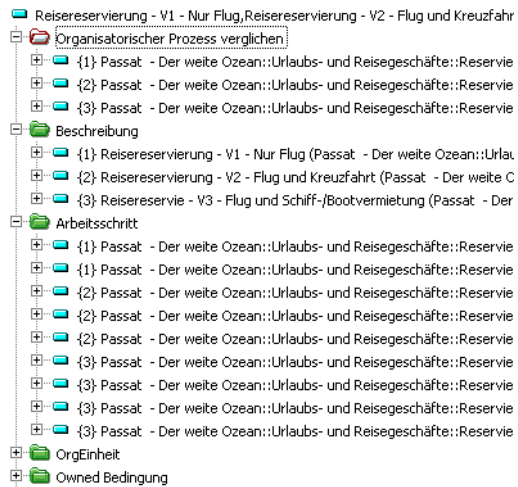 Reisereservierung - V1 - Nur Flug,Reisereservierung - V2 - Flug und Kreuzfahr
Organisatorischer Prozess verglichen
{1} Passat - Der weite Ozean::Urlaubs- und Reisegeschäfte::Reservie
{2} Passat - Der weite Ozean::Urlaubs- und Reisegeschäfte::Reservie
{3} Passat - Der weite Ozean::Urlaubs- und Reisegeschäfte::Reservie
Beschreibung
{1} Reisereservierung - V1 - Nur Flug (Passat - Der weite Ozean::Urlau
{2} Reisereservierung - V2 - Flug und Kreuzfahrt (Passat - Der weite O
{3} Reisereservie - V3 - Flug und Schiff-/Bootvermietung (Passat - Der
Arbeitsschritt
{1} Passat - Der weite Ozean::Urlaubs- und Reisegeschäfte::Reservie
{1} Passat - Der weite Ozean::Urlaubs- und Reisegeschäfte::Reservie
{2} Passat - Der weite Ozean::Urlaubs- und Reisegeschäfte::Reservie
{2} Passat - Der weite Ozean::Urlaubs- und Reisegeschäfte::Reservie
{2} Passat - Der weite Ozean::Urlaubs- und Reisegeschäfte::Reservie
{3} Passat - Der weite Ozean::Urlaubs- und Reisegeschäfte::Reservie
{3} Passat - Der weite Ozean::Urlaubs- und Reisegeschäfte::Reservie
{3} Passat - Der weite Ozean::Urlaubs- und Reisegeschäfte::Reservie
{3} Passat - Der weite Ozean::Urlaubs- und Reisegeschäfte::Reservie
OrgEinheit
Owned Bedingung